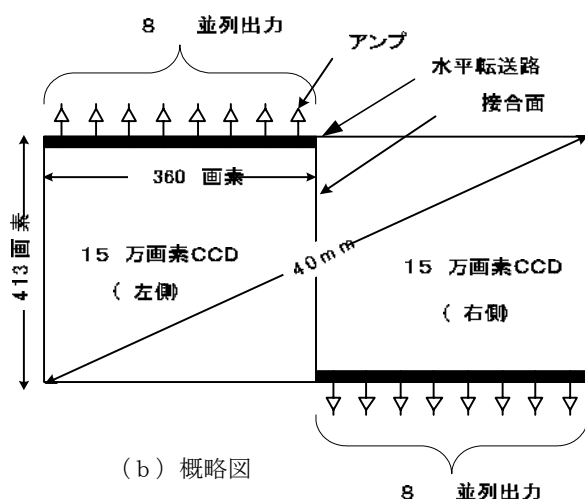 8 並列出力
アンプ
水平転送路
接合面
360 画素
413画素
15 万画素CCD
( 左側)
40mm
15 万画素CCD
( 右側)
(b)概略図
8 並列出力